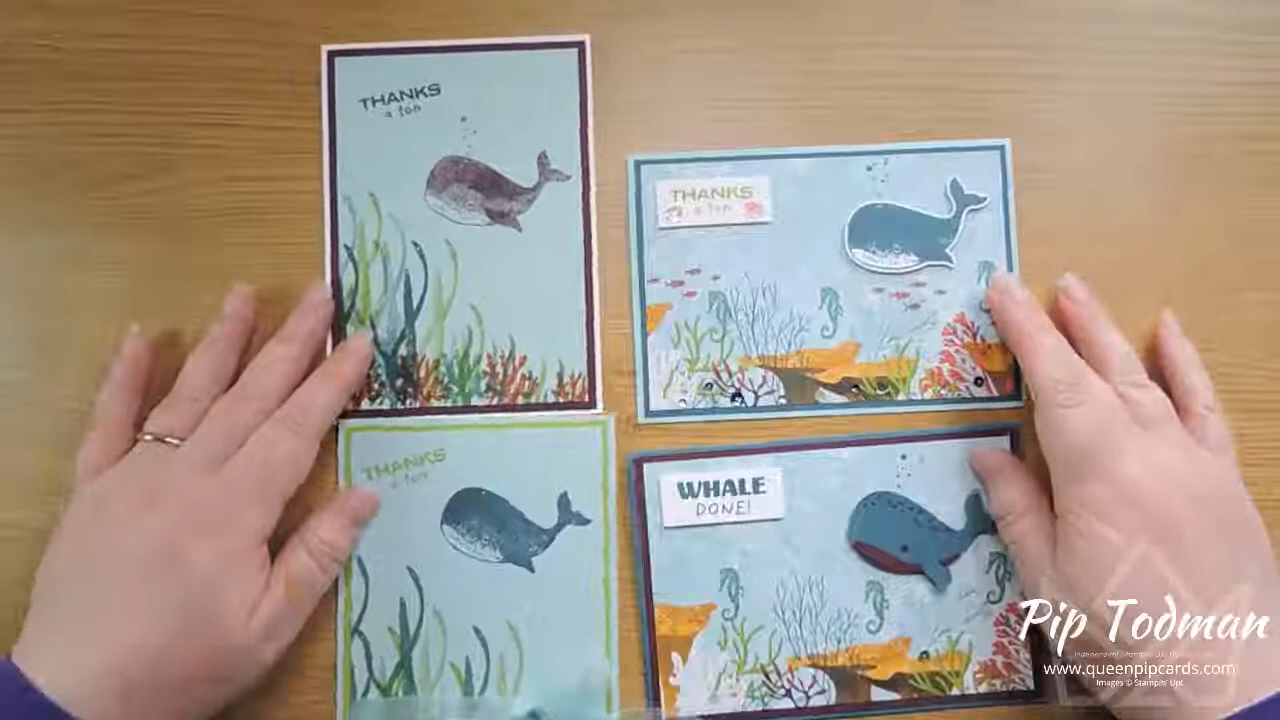 THANKS
a ton
THANKS
a ton
THANKS
a ton
WHALE
DONE!
Pip Todman
www.queenpipcards.com
Images © Stampin' Up!